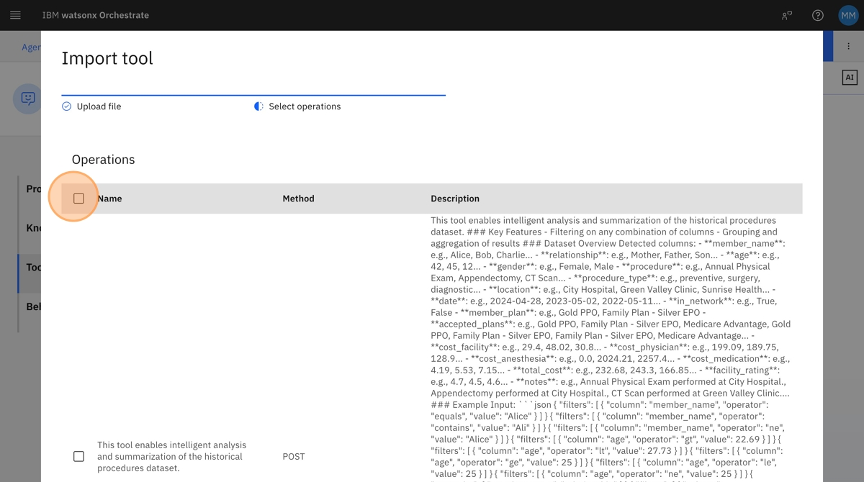 IBM watsonx Orchestrate
MM
Agen
AI
Import tool
Upload file
Select operations
Operations
Name Method Description
Pro
Kno
Too
Beh
This tool enables intelligent analysis and summarization of the historical procedures
dataset. ### Key Features - Filtering on any combination of columns - Grouping and
aggregation of results ### Dataset Overview Detected columns: - **member_name**:
e.g., Alice, Bob, Charlie... - **relationship**: e.g., Mother, Father, Son... - **age**: e.g.,
42, 45, 12... - **gender**: e.g., Female, Male - **procedure**: e.g., Annual Physical
Exam, Appendectomy, CT Scan... - **procedure_type**: e.g., preventive, surgery,
diagnostic... - **location**: e.g., City Hospital, Green Valley Clinic, Sunrise Health... -
**date**: e.g., 2024-04-28, 2023-05-02, 2022-05-11... - **in_network**: e.g., True,
False - **member_plan**: e.g., Gold PPO, Family Plan - Silver EPO -
**accepted_plans**: e.g., Gold PPO, Family Plan - Silver EPO, Medicare Advantage, Gold
PPO, Family Plan - Silver EPO, Family Plan - Silver EPO, Medicare Advantage... -
**cost_facility**: e.g., 29.4, 48.02, 30.8... - **cost_physician**: e.g., 199.09, 189.75,
128.9... - **cost_anesthesia**: e.g., 0.0, 2024.21, 2257.4... - **cost_medication**: e.g.,
4.19, 5.53, 7.15... - **total_cost**: e.g., 232.68, 243.3, 166.85... - **facility_rating**:
e.g., 4.7, 4.5, 4.6... - **notes**: e.g., Annual Physical Exam performed at City Hospital.,
Appendectomy performed at City Hospital., CT Scan performed at Green Valley Clinic....
### Example Input: ```json { "filters": [ { "column": "member_name", "operator":
"equals", "value": "Alice" } ] } { "filters": [ { "column": "member_name", "operator":
"contains", "value": "Ali" } ] } { "filters": [ { "column": "member_name", "operator": "ne",
"value": "Alice" } ] } { "filters": [ { "column": "age", "operator": "gt", "value": 22.69 } ] } {
"filters": [ { "column": "age", "operator": "lt", "value": 27.73 } ] } { "filters": [ { "column":
"age", "operator": "ge", "value": 25 } ] } { "filters": [ { "column": "age", "operator": "le",
"value": 25 } ] } { "filters": [ { "column": "age", "operator": "ne", "value": 25 } ] } {
This tool enables intelligent analysis
and summarization of the historical
procedures dataset.
POST